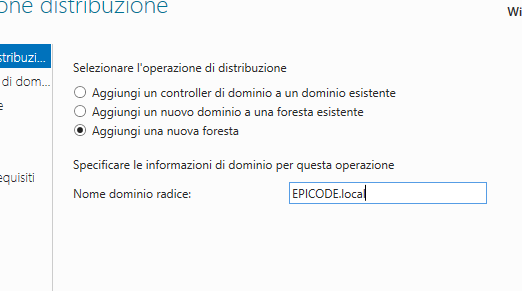 one distribuzione
Wi
stribuzi...
di dom...
e
equisiti
Selezionare l'operazione di distribuzione
Aggiungi un controller di dominio a un dominio esistente
Aggiungi un nuovo dominio a una foresta esistente
Aggiungi una nuova foresta
Specificare le informazioni di dominio per questa operazione
Nome dominio radice: EPICODE.local